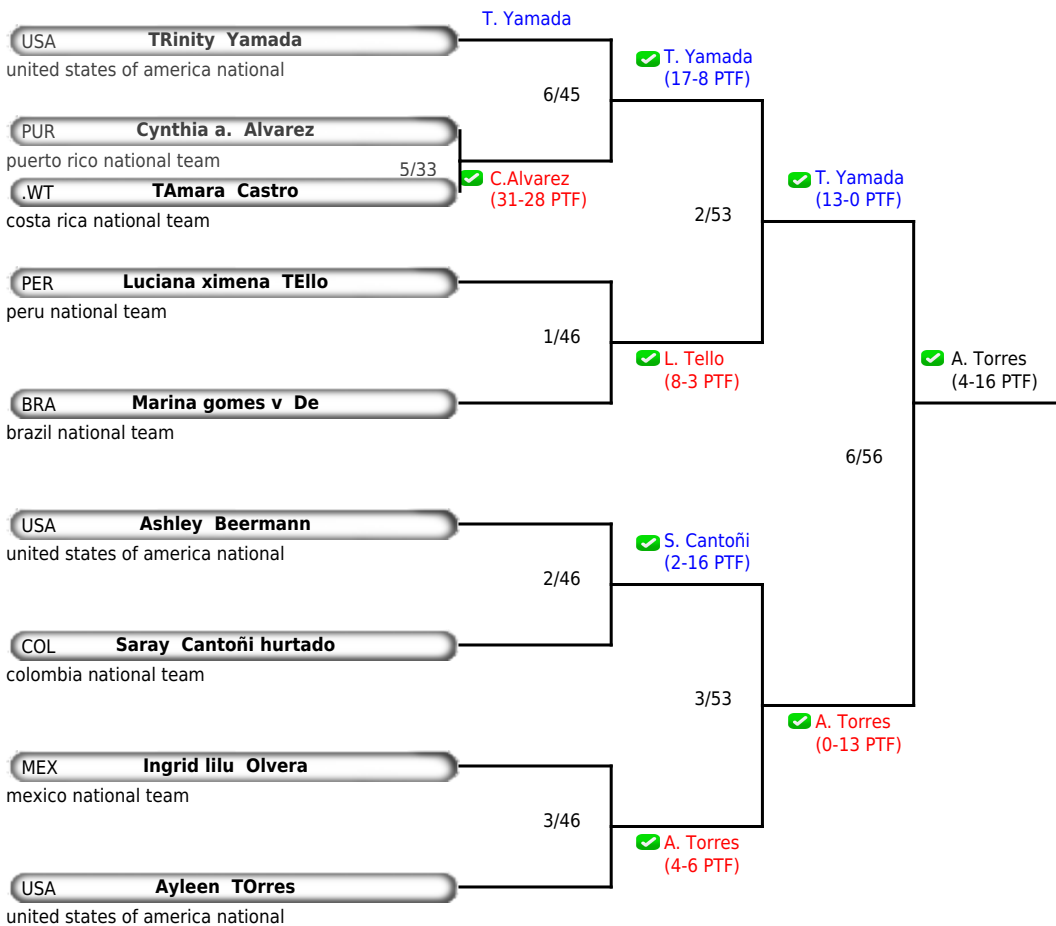 T. Yamada
USA TRinity Yamada
united states of america national
T. Yamada
(17-8 PTF)
6/45
PUR Cynthia a. Alvarez
puerto rico national team
5/33
C.Alvarez
(31-28 PTF)
.WT TAmara Castro
costa rica national team
T. Yamada
(13-0 PTF)
2/53
PER Luciana ximena TEllo
peru national team
1/46
L. Tello
(8-3 PTF)
A. Torres
(4-16 PTF)
BRA Marina gomes v De
brazil national team
6/56
USA Ashley Beermann
united states of america national
S. Cantoñi
(2-16 PTF)
2/46
COL Saray Cantoñi hurtado
colombia national team
3/53
A. Torres
(0-13 PTF)
MEX Ingrid lilu Olvera
mexico national team
3/46
A. Torres
(4-6 PTF)
USA Ayleen TOrres
united states of america national